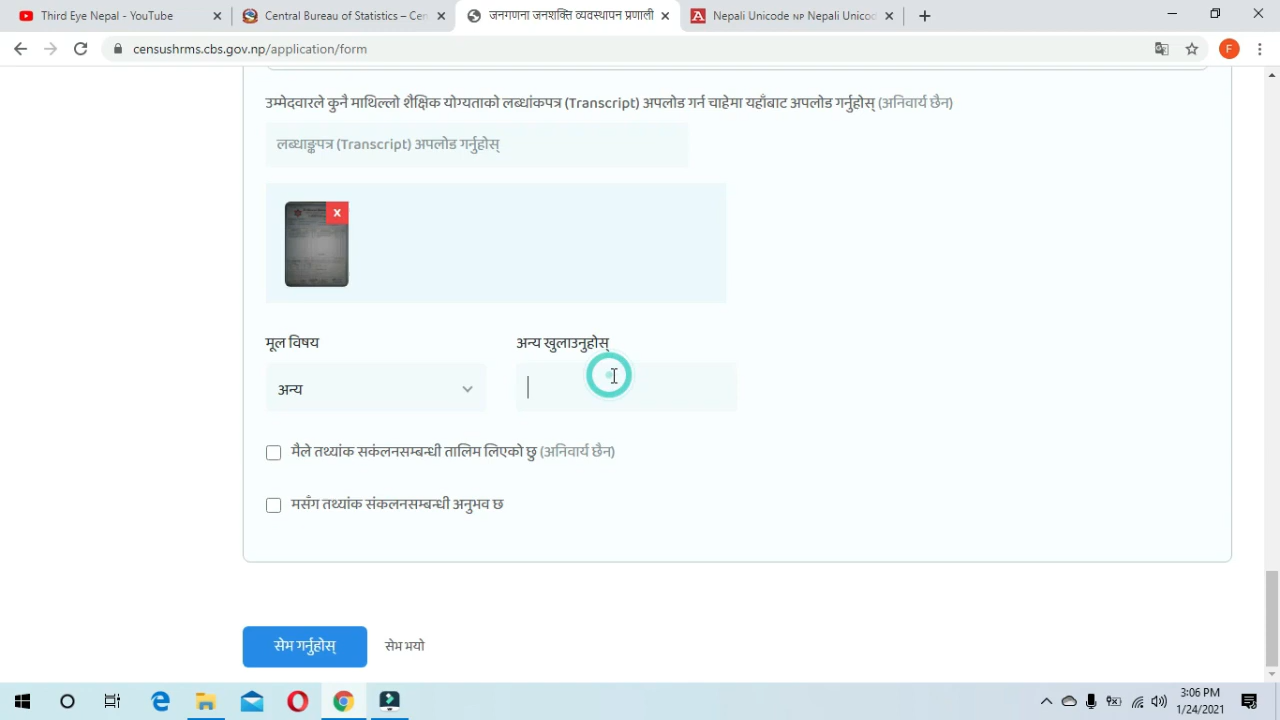 Third Eye Nepal - YouTube
Central Bureau of Statistics – Cen
जनगणना जनशक्ति व्यवस्थापन प्रणाली
Nepali Unicode NP Nepali Unicod
censushrms.cbs.gov.np/application/form
F
उम्मेदवारले कुनै माथिल्लो शैक्षिक योग्यताको लब्धांकपत्र (Transcript) अपलोड गर्न चाहेमा यहाँबाट अपलोड गर्नुहोस् (अनिवार्य छैन)
लब्धाङ्कपत्र (Transcript) अपलोड गर्नुहोस्
x
मूल विषय
अन्य खुलाउनुहोस्
अन्य
मैले तथ्यांक सकंलनसम्बन्धी तालिम लिएको छु (अनिवार्य छैन)
मसँग तथ्यांक संकलनसम्बन्धी अनुभव छ
सेभ गर्नुहोस्
सेभ भयो
3:06 PM
1/24/2021